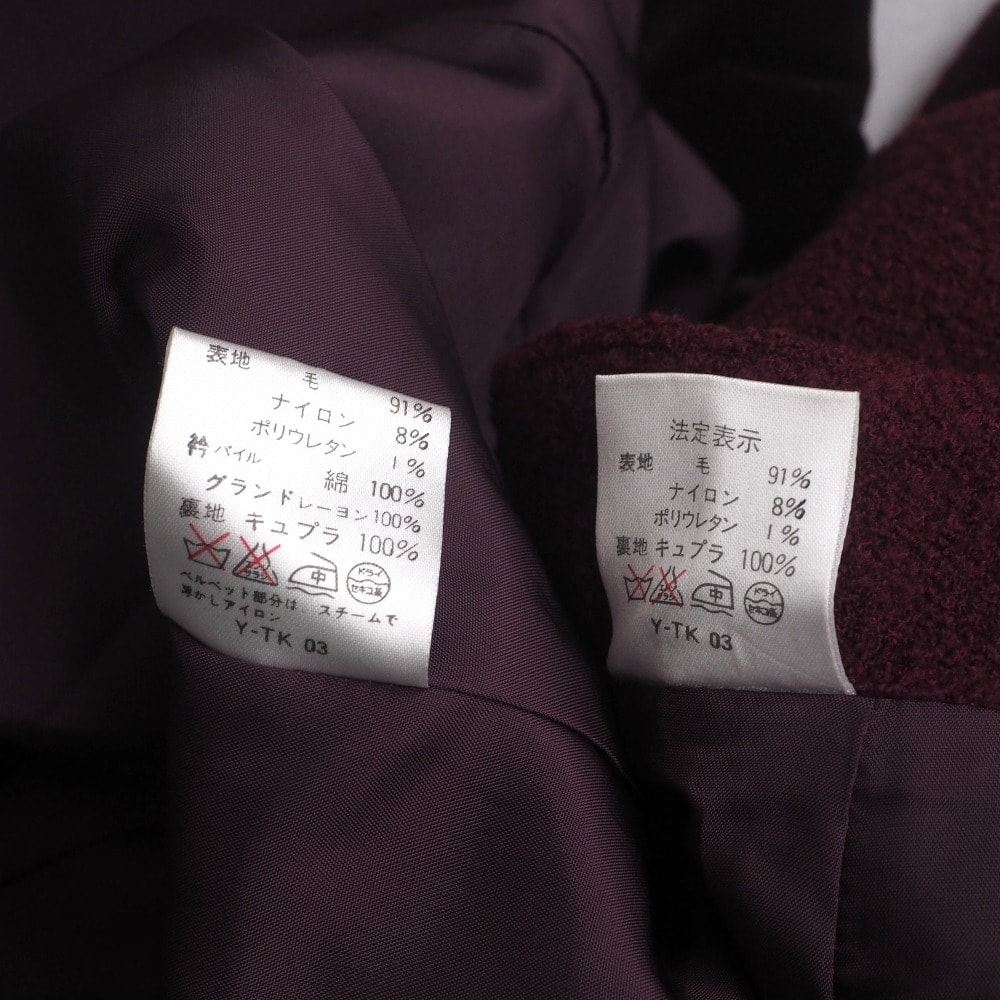 表地 毛 91%
ナイロン 8%
ポリウレタン 1%
衿パイル 綿 100%
グランドレーヨン100%
裏地 キュプラ 100%
中 ドライ セキユ系
ベルベット部分は スチームで
浮かしアイロン
Y-TK 03
法定表示
表地 毛 91%
ナイロン 8%
ポリウレタン 1%
裏地 キュプラ 100%
中 ドライ セキユ系
Y-TK 03